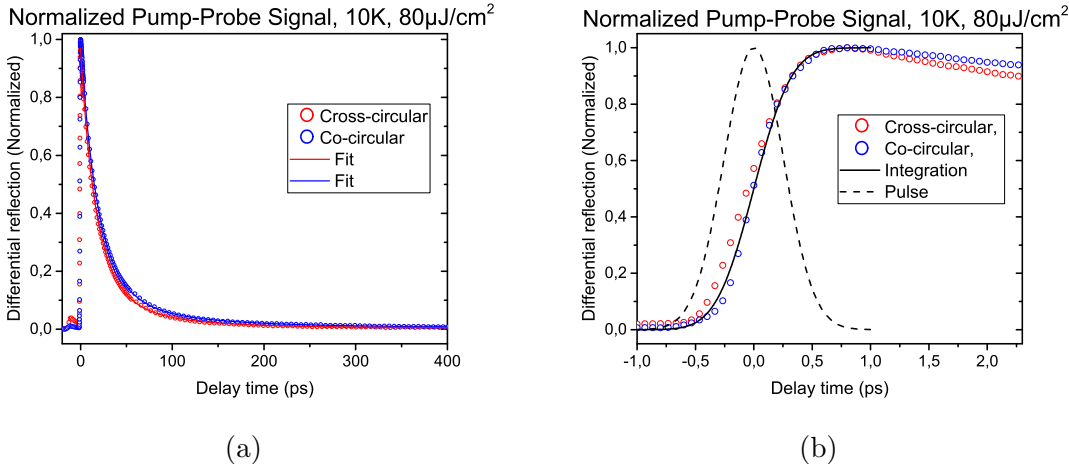 Normalized Pump-Probe Signal, 10K, 80μJ/cm²
Differential reflection (Normalized)
1,0
0,8
0,6
0,4
0,2
0,0
Cross-circular
Co-circular
Fit
Fit
0 100 200 300 400
Delay time (ps)
(a)
Normalized Pump-Probe Signal, 10K, 80μJ/cm²
Differential reflection (Normalized)
1,0
0,8
0,6
0,4
0,2
0,0
Cross-circular,
Co-circular,
Integration
Pulse
-1,0 -0,5 0,0 0,5 1,0 1,5 2,0
Delay time (ps)
(b)